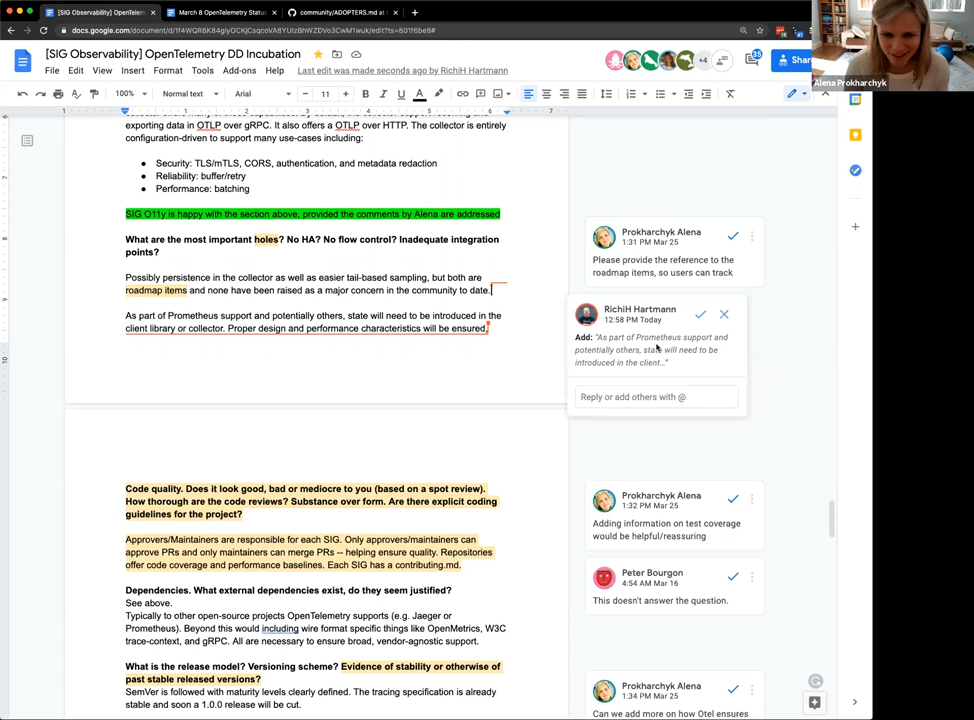 [SIG Observability] OpenTelem
March 8 OpenTelemetry Status
community/ADOPTERS.md at
docs.google.com/document/d/1f4WQR6K84giyOCKjCsqcoVA8YUIzBhWZDVo3CwM1wuk/edit?ts=601f6be8#
[SIG Observability] OpenTelemetry DD Incubation
File Edit View Insert Format Tools Add-ons Help Last edit was made seconds ago by RichiH Hartmann
+4
35
Shar
Alena Prokharchyk
100% Normal text Arial 11 B I U A
1 1 2 3 4 5 6 7
exporting data in OTLP over gRPC. It also offers a OTLP over HTTP. The collector is entirely
configuration-driven to support many use-cases including:
● Security: TLS/mTLS, CORS, authentication, and metadata redaction
● Reliability: buffer/retry
● Performance: batching
SIG O11y is happy with the section above, provided the comments by Alena are addressed
What are the most important holes? No HA? No flow control? Inadequate integration
points?
Possibly persistence in the collector as well as easier tail-based sampling, but both are
roadmap items and none have been raised as a major concern in the community to date.
As part of Prometheus support and potentially others, state will need to be introduced in the
client library or collector. Proper design and performance characteristics will be ensured.
Prokharchyk Alena
1:31 PM Mar 25
Please provide the reference to the
roadmap items, so users can track
RichiH Hartmann
12:58 PM Today
Add: "As part of Prometheus support and
potentially others, state will need to be
introduced in the client..."
Reply or add others with @
Code quality. Does it look good, bad or mediocre to you (based on a spot review).
How thorough are the code reviews? Substance over form. Are there explicit coding
guidelines for the project?
Approvers/Maintainers are responsible for each SIG. Only approvers/maintainers can
approve PRs and only maintainers can merge PRs -- helping ensure quality. Repositories
offer code coverage and performance baselines. Each SIG has a contributing.md.
Dependencies. What external dependencies exist, do they seem justified?
See above.
Typically to other open-source projects OpenTelemetry supports (e.g. Jaeger or
Prometheus). Beyond this would including wire format specific things like OpenMetrics, W3C
trace-context, and gRPC. All are necessary to ensure broad, vendor-agnostic support.
What is the release model? Versioning scheme? Evidence of stability or otherwise of
past stable released versions?
SemVer is followed with maturity levels clearly defined. The tracing specification is already
stable and soon a 1.0.0 release will be cut.
Prokharchyk Alena
1:32 PM Mar 25
Adding information on test coverage
would be helpful/reassuring
Peter Bourgon
4:54 AM Mar 16
This doesn't answer the question.
Prokharchyk Alena
1:34 PM Mar 25
Can we add more on how Otel ensures